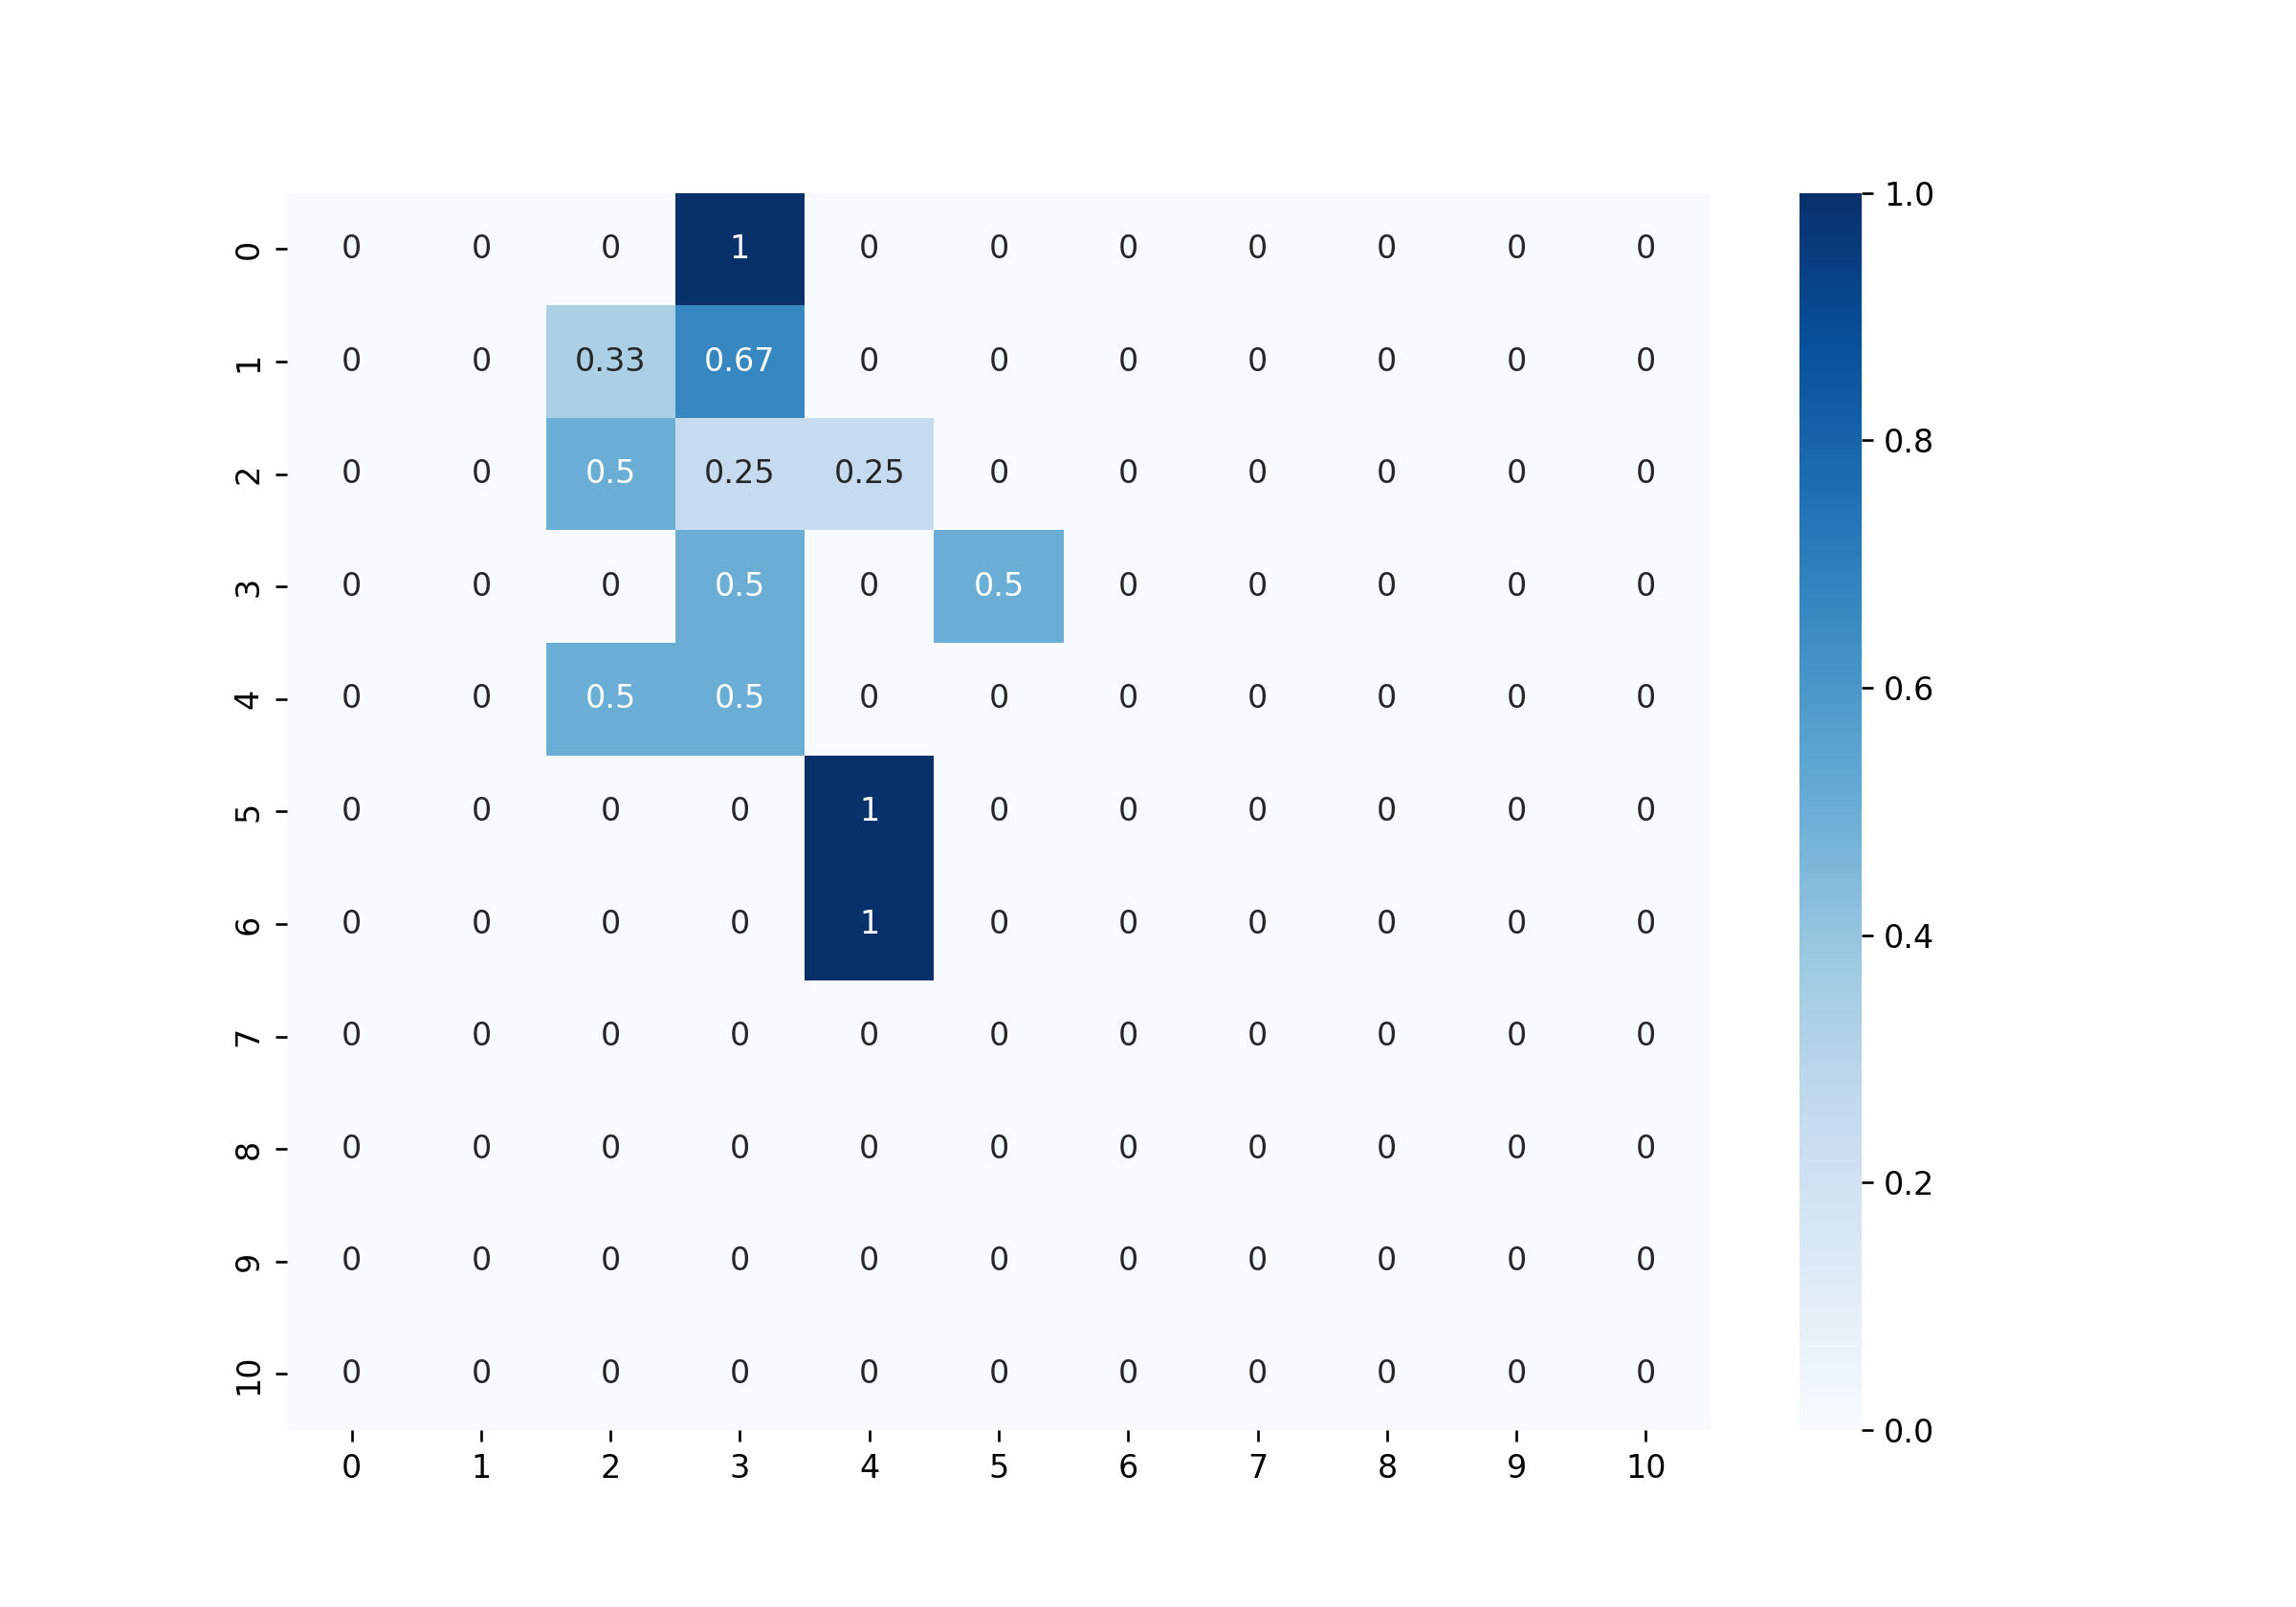 0 0 0 0 1 0 0 0 0 0 0 0
1 0 0 0.33 0.67 0 0 0 0 0 0 0
2 0 0 0.5 0.25 0.25 0 0 0 0 0 0
3 0 0 0 0.5 0 0.5 0 0 0 0 0
4 0 0 0.5 0.5 0 0 0 0 0 0 0
5 0 0 0 0 1 0 0 0 0 0 0
6 0 0 0 0 1 0 0 0 0 0 0
7 0 0 0 0 0 0 0 0 0 0 0
8 0 0 0 0 0 0 0 0 0 0 0
9 0 0 0 0 0 0 0 0 0 0 0
10 0 0 0 0 0 0 0 0 0 0 0
0 1 2 3 4 5 6 7 8 9 10
1.0
0.8
0.6
0.4
0.2
0.0